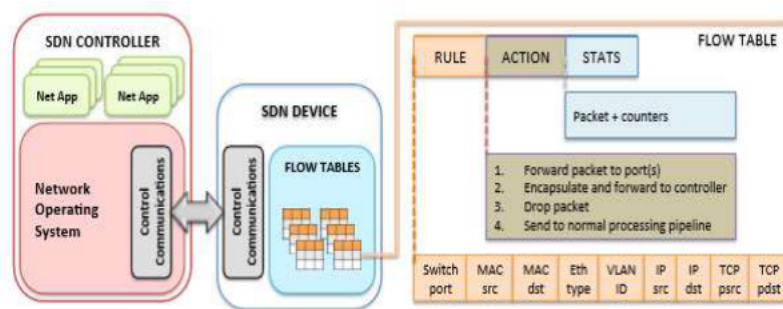 SDN CONTROLLER
Net App
Net App
Network
Operating
System
Control
Communications
SDN DEVICE
Control
communications
FLOW TABLES
FLOW TABLE
RULE
ACTION
STATS
Packet + counters
1. Forward packet to port(s)
2. Encapsulate and forward to controller
3. Drop packet
4. Send to normal processing pipeline
Switch
port
MAC
src
MAC
dst
Eth
type
VLAN
ID
IP
src
IP
dst
TCP
psrc
TCP
pdst